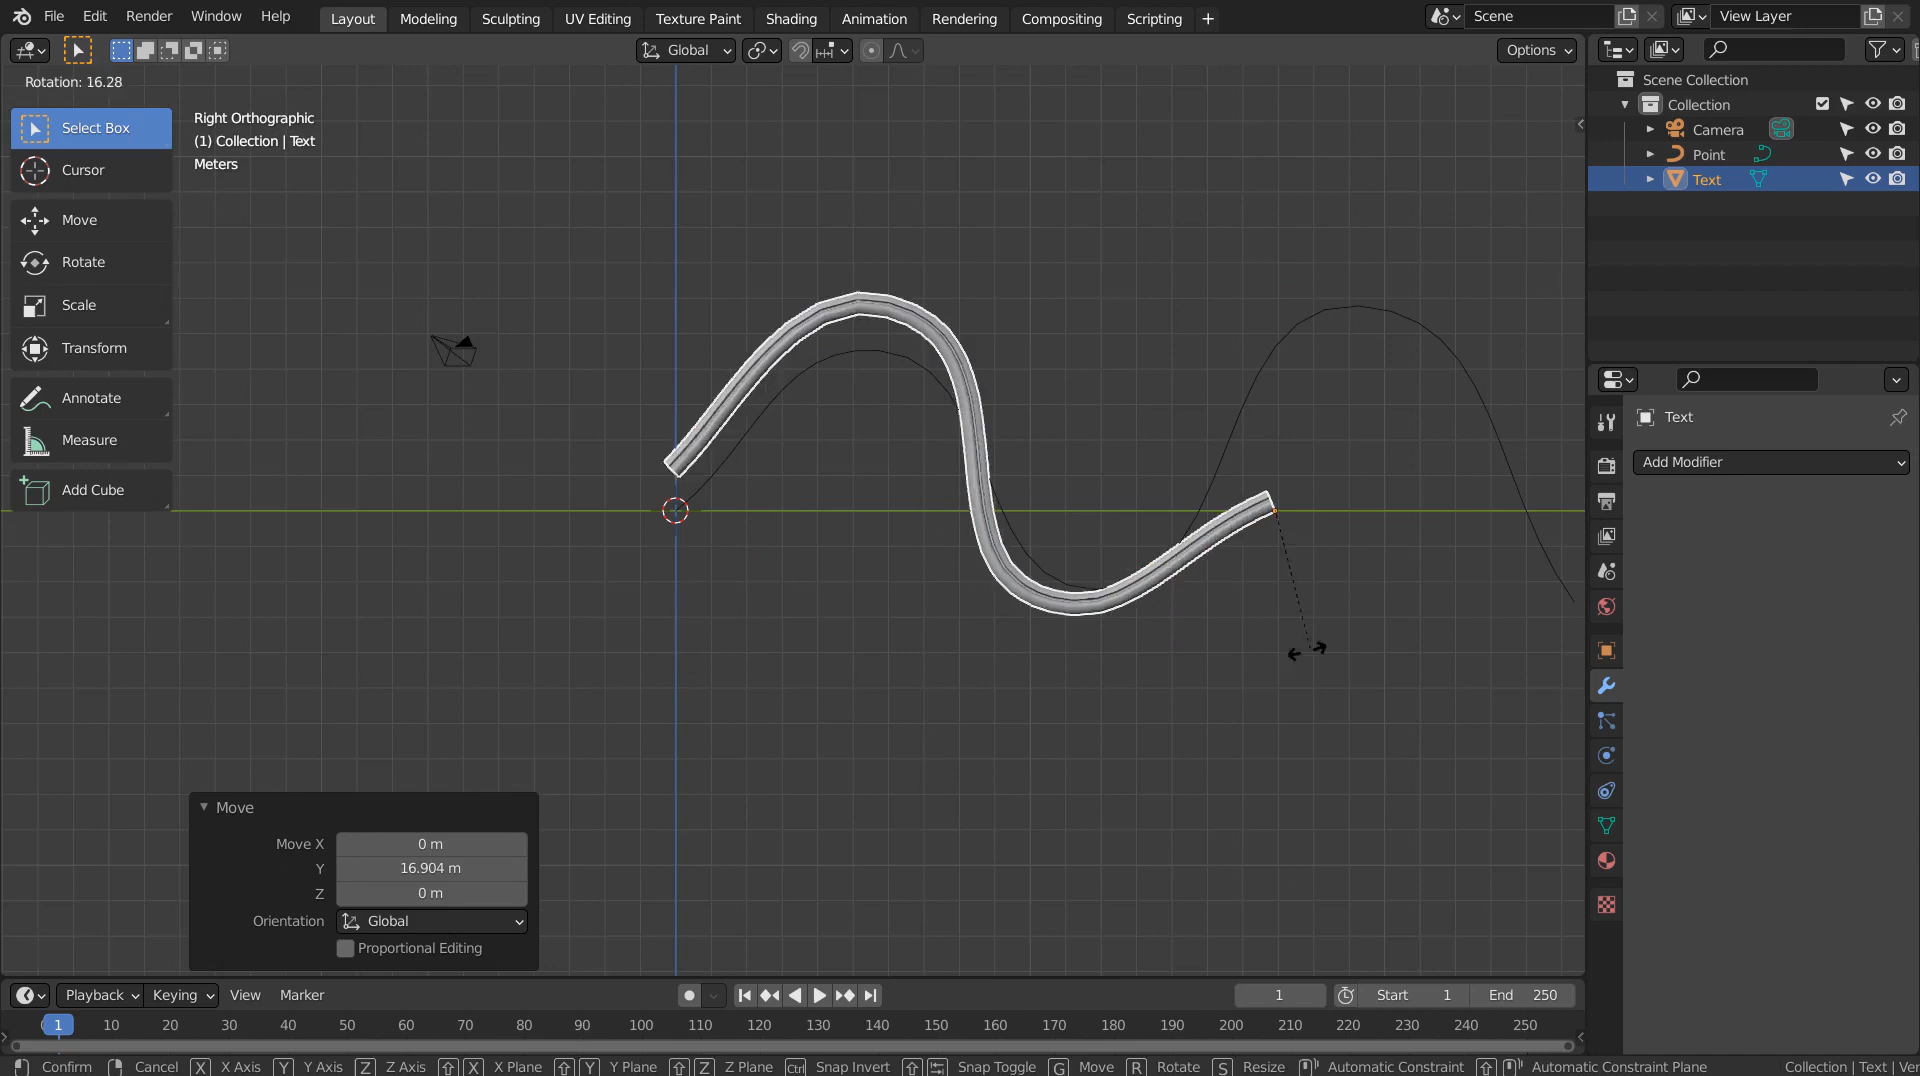 File Edit Render Window Help Layout Modeling Sculpting UV Editing Texture Paint Shading Animation Rendering Compositing Scripting + Scene View Layer
Global Options
Rotation: 16.28
Scene Collection
Collection
Camera
Point
Text
Select Box
Cursor
Move
Rotate
Scale
Transform
Annotate
Measure
Add Cube
Right Orthographic
(1) Collection | Text
Meters
Text
Add Modifier
Move
Move X 0 m
Y 16.904 m
Z 0 m
Orientation Global
Proportional Editing
Playback Keying View Marker 1 Start 1 End 250
1 10 20 30 40 50 60 70 80 90 100 110 120 130 140 150 160 170 180 190 200 210 220 230 240 250
Confirm Cancel X X Axis Y Y Axis Z Z Axis X X Plane Y Y Plane Z Z Plane Ctrl Snap Invert Snap Toggle G Move R Rotate S Resize Automatic Constraint Automatic Constraint Plane Collection | Text | Ver